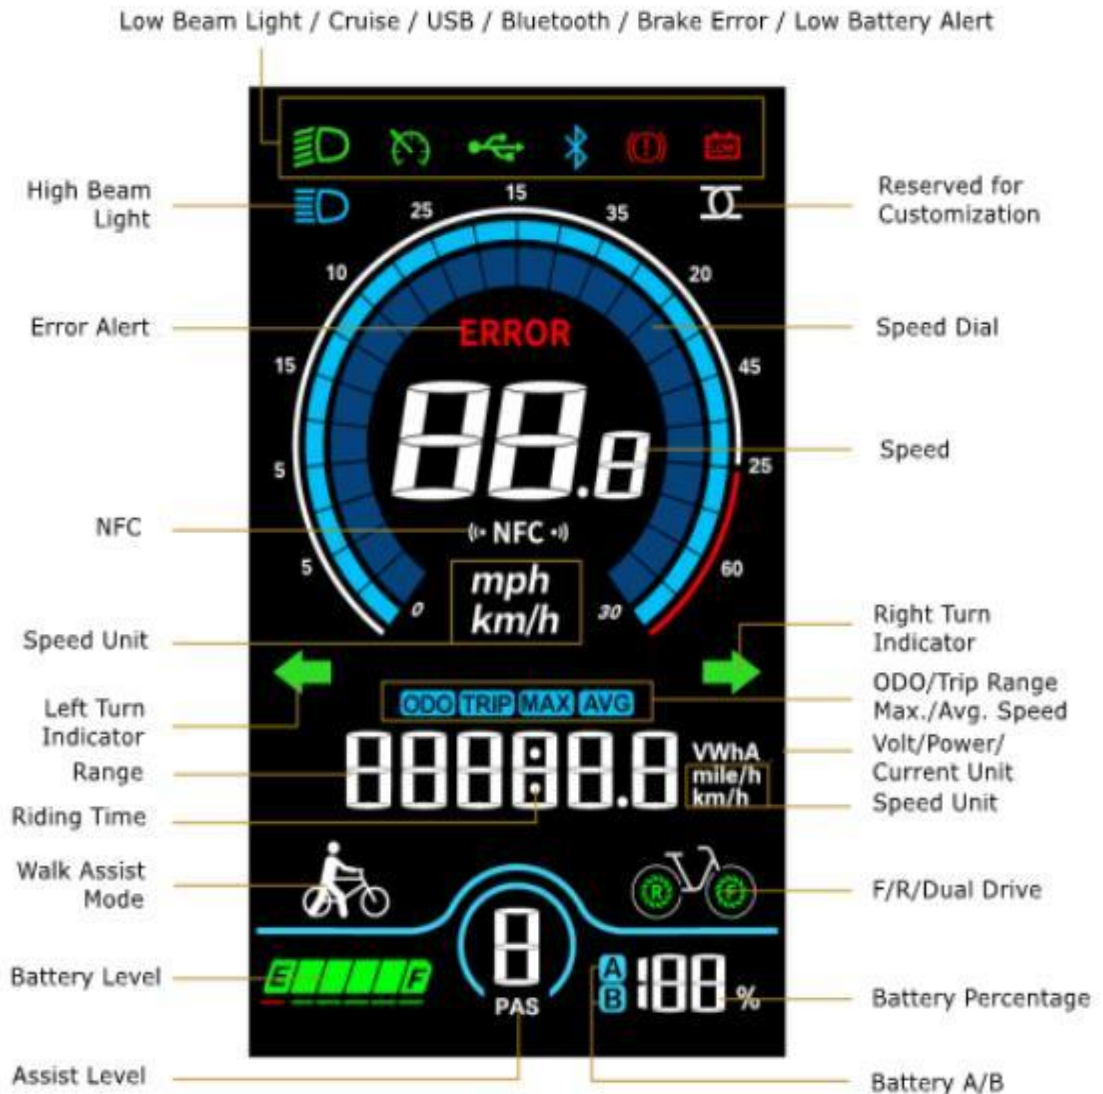 Low Beam Light / Cruise / USB / Bluetooth / Brake Error / Low Battery Alert
LOW
High Beam
Light
Reserved for
Customization
15
25
35
10
20
Error Alert
ERROR
Speed Dial
15
45
88.8
Speed
5
25
NFC
NFC
5
60
mph
0
30
km/h
Speed Unit
Right Turn
Indicator
Left Turn
Indicator
ODO TRIP MAX AVG
ODO/Trip Range
Max./Avg. Speed
Range
888:88.8
VWhA
mile/h
km/h
Volt/Power/
Current Unit
Speed Unit
Riding Time
Walk Assist
Mode
R
F
F/R/Dual Drive
8
PAS
Battery Level
E
F
A
B
188%
Battery Percentage
Assist Level
Battery A/B